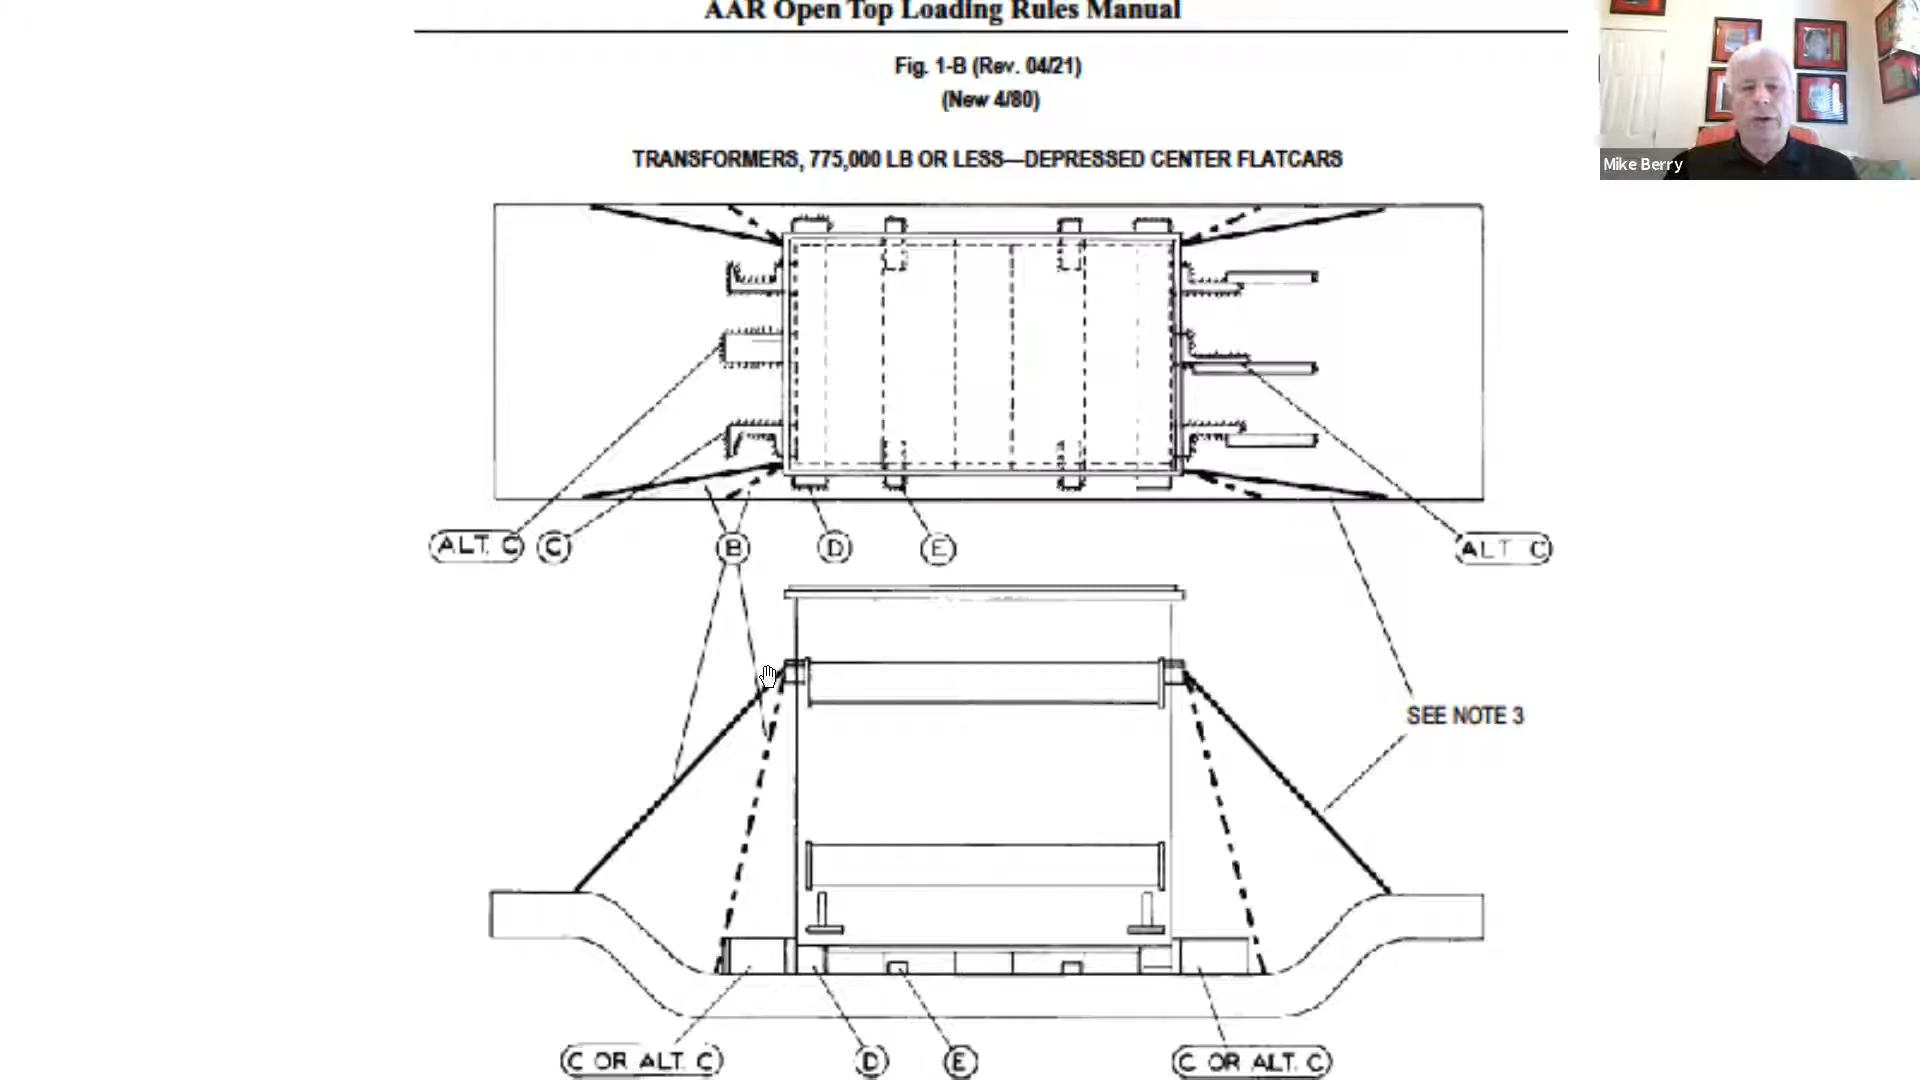 AAR Open Top Loading Rules Manual
Fig. 1-B (Rev. 04/21)
(New 4/80)
TRANSFORMERS, 775,000 LB OR LESS—DEPRESSED CENTER FLATCARS
Mike Berry
ALT. C
C
B
D
E
ALT C
SEE NOTE 3
C OR ALT. C
D
E
C OR ALT. C